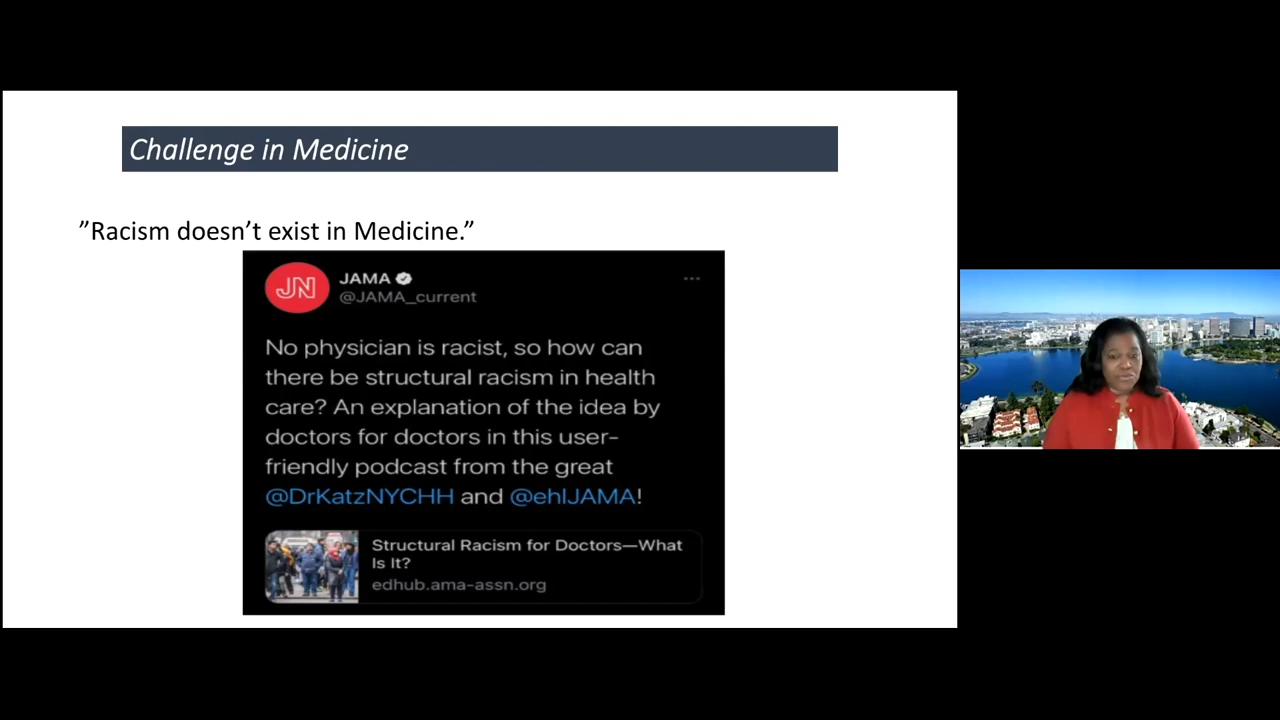 Challenge in Medicine
”Racism doesn’t exist in Medicine.”
JN
JAMA
@JAMA_current
No physician is racist, so how can
there be structural racism in health
care? An explanation of the idea by
doctors for doctors in this user-
friendly podcast from the great
@DrKatzNYCHH and @ehlJAMA!
Structural Racism for Doctors—What
Is It?
edhub.ama-assn.org